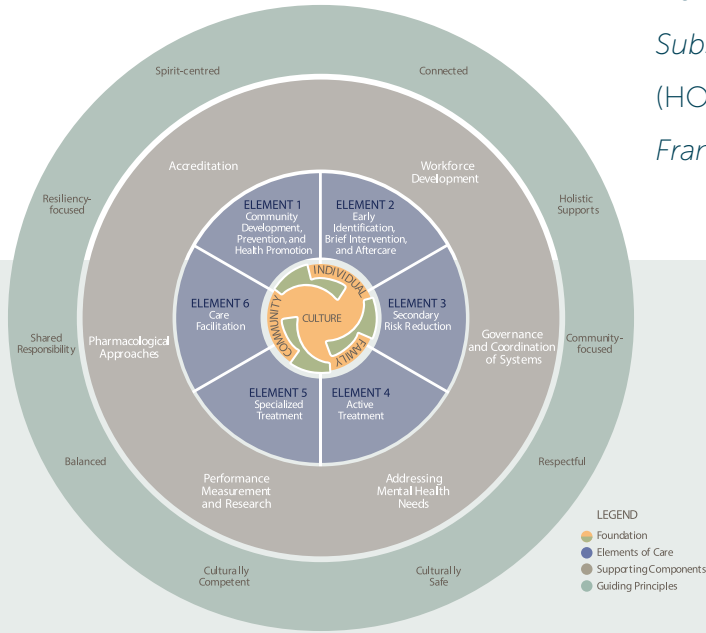 Subs
(HO
Fran
Spirit-centred
Connected
Accreditation
Workforce
Development
Resiliency-
focused
Holistic
Supports
ELEMENT 1
Community
Development,
Prevention, and
Health Promotion
ELEMENT 2
Early
Identification,
Brief Intervention,
and Aftercare
INDIVIDUAL
COMMUNITY
CULTURE
FAMILY
ELEMENT 6
Care
Facilitation
ELEMENT 3
Secondary
Risk Reduction
Shared
Responsibility
Pharmacological
Approaches
Governance
and Coordination
of Systems
Community-
focused
ELEMENT 5
Specialized
Treatment
ELEMENT 4
Active
Treatment
Balanced
Respectful
Performance
Measurement
and Research
Addressing
Mental Health
Needs
Culturally
Competent
Culturally
Safe
LEGEND
Foundation
Elements of Care
Supporting Components
Guiding Principles